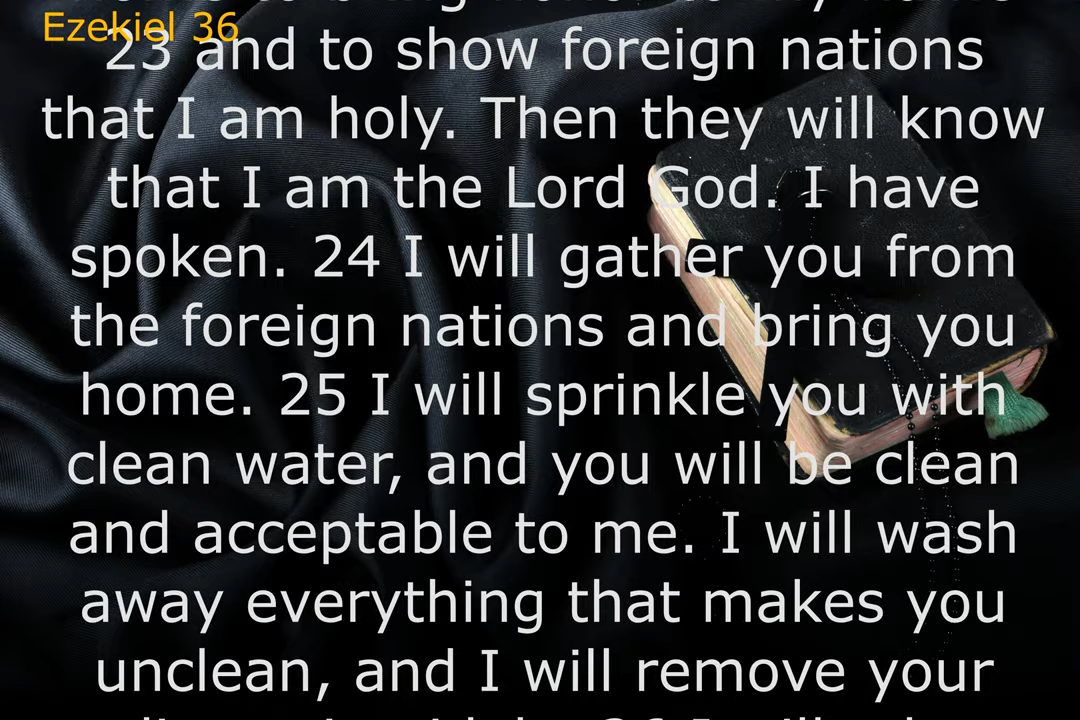 Ezekiel 36
23 and to show foreign nations
that I am holy. Then they will know
that I am the Lord God. I have
spoken. 24 I will gather you from
the foreign nations and bring you
home. 25 I will sprinkle you with
clean water, and you will be clean
and acceptable to me. I will wash
away everything that makes you
unclean, and I will remove your